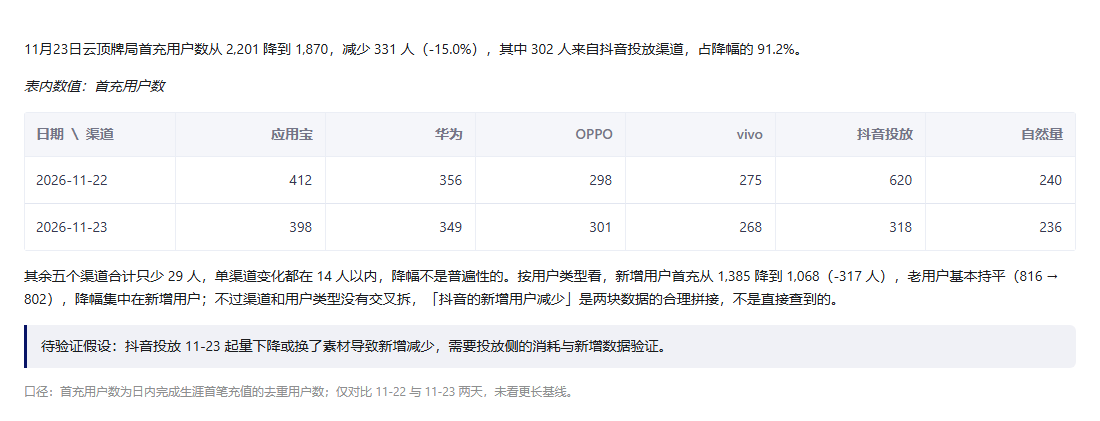 11月23日云顶牌局首充用户数从 2,201 降到 1,870，减少 331 人（-15.0%），其中 302 人来自抖音投放渠道，占降幅的 91.2%。
表内数值：首充用户数
日期 \ 渠道 应用宝 华为 OPPO vivo 抖音投放 自然量
2026-11-22 412 356 298 275 620 240
2026-11-23 398 349 301 268 318 236
其余五个渠道合计只少 29 人，单渠道变化都在 14 人以内，降幅不是普遍性的。按用户类型看，新增用户首充从 1,385 降到 1,068（-317 人），老用户基本持平（816 →
802），降幅集中在新增用户；不过渠道和用户类型没有交叉拆，「抖音的新增用户减少」是两块数据的合理拼接，不是直接查到的。
待验证假设：抖音投放 11-23 起量下降或换了素材导致新增减少，需要投放侧的消耗与新增数据验证。
口径：首充用户数为日内完成生涯首笔充值的去重用户数；仅对比 11-22 与 11-23 两天，未看更长基线。